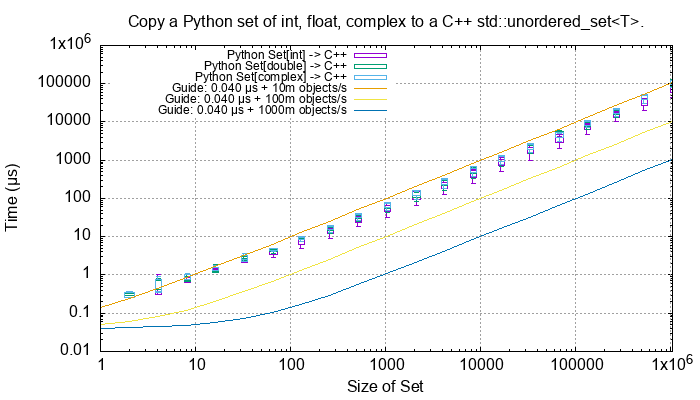 Copy a Python set of int, float, complex to a C++ std::unordered_set<T>.
1x10⁶
100000
10000
1000
100
10
1
0.1
0.01
Time (µs)
Python Set[int] -> C++
Python Set[double] -> C++
Python Set[complex] -> C++
Guide: 0.040 µs + 10m objects/s
Guide: 0.040 µs + 100m objects/s
Guide: 0.040 µs + 1000m objects/s
1 10 100 1000 10000 100000 1x10⁶
Size of Set